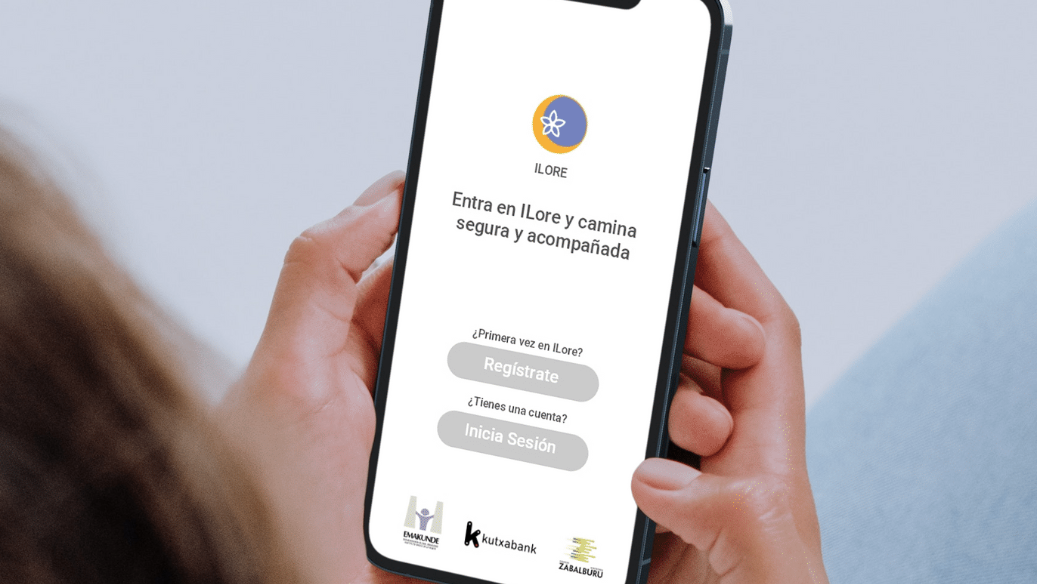 ILORE
Entra en ILore y camina
segura y acompañada
¿Primera vez en ILore?
Regístrate
¿Tienes una cuenta?
Inicia Sesión
EMAKUNDE
kutxabank
ZABALBURU